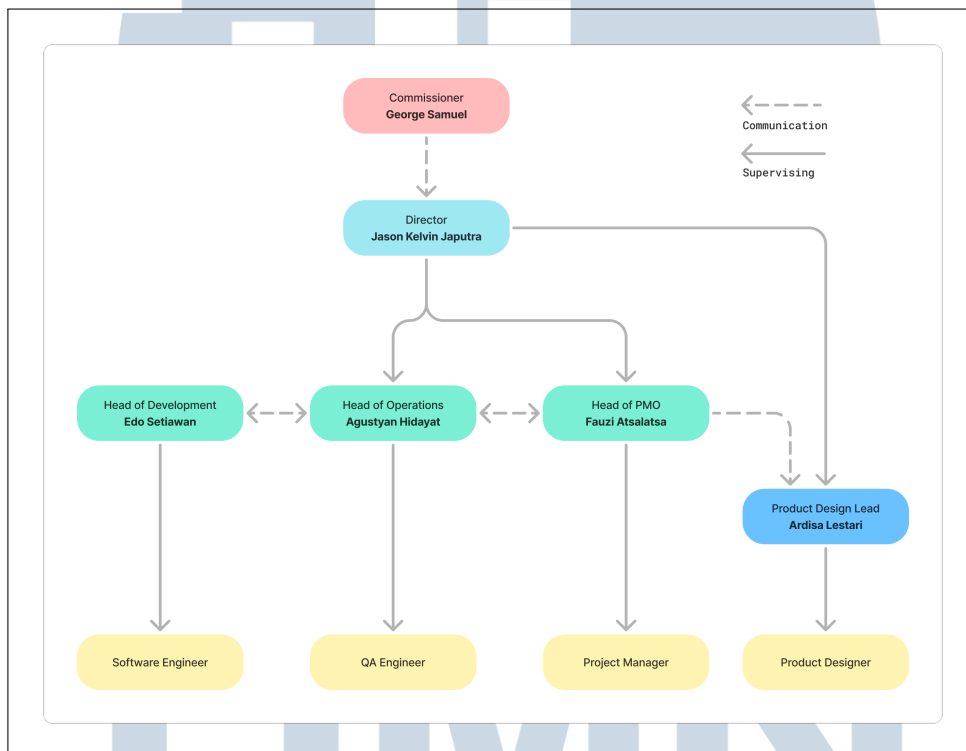 Commissioner
George Samuel
Communication
Supervising
Director
Jason Kelvin Japutra
Head of Development
Edo Setiawan
Head of Operations
Agustyan Hidayat
Head of PMO
Fauzi Atsalatsa
Product Design Lead
Ardisa Lestari
Software Engineer
QA Engineer
Project Manager
Product Designer